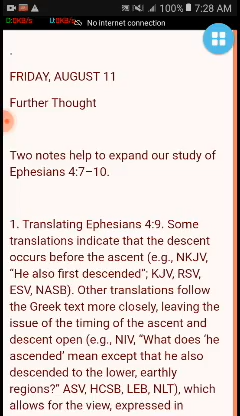 D:0KB/s U:0KB/s No internet connection 100% 7:28 AM
.
FRIDAY, AUGUST 11
Further Thought
Two notes help to expand our study of
Ephesians 4:7–10.
1. Translating Ephesians 4:9. Some
translations indicate that the descent
occurs before the ascent (e.g., NKJV,
“He also first descended”; KJV, RSV,
ESV, NASB). Other translations follow
the Greek text more closely, leaving the
issue of the timing of the ascent and
descent open (e.g., NIV, “What does ‘he
ascended’ mean except that he also
descended to the lower, earthly
regions?” ASV, HCSB, LEB, NLT), which
allows for the view, expressed in